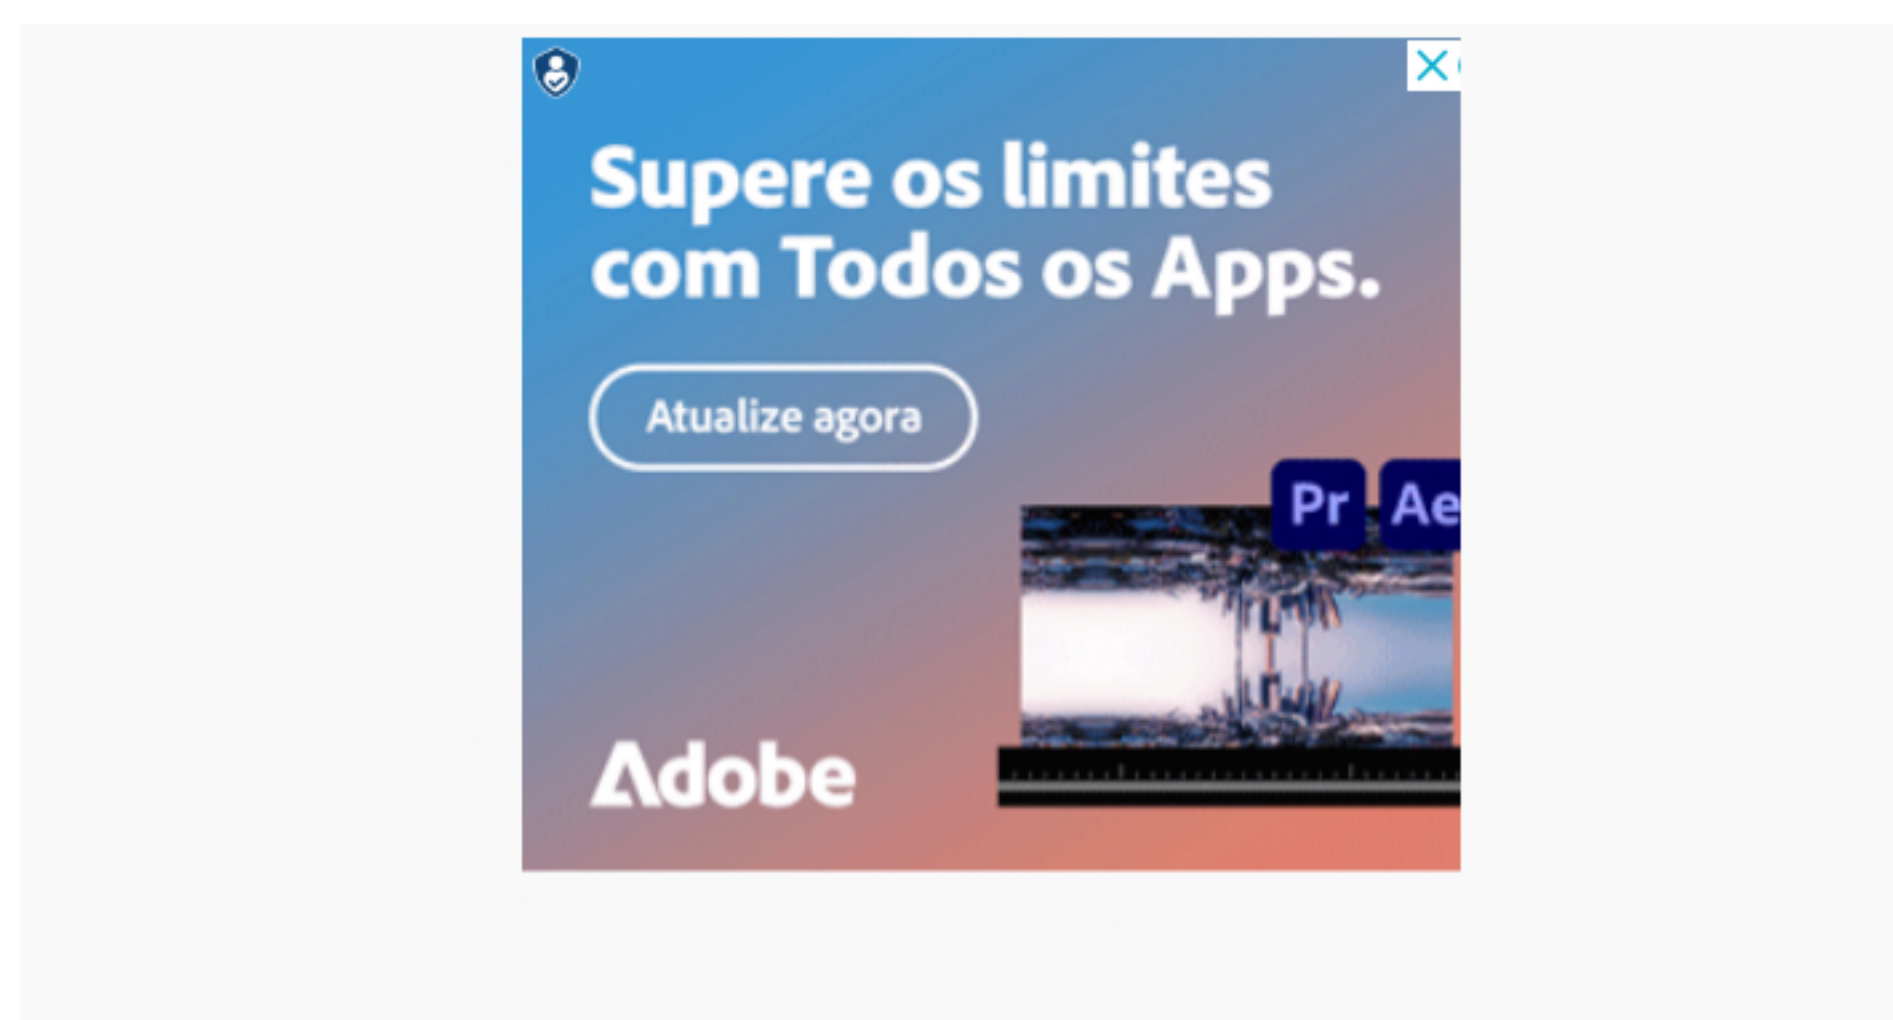 Supere os limites
com Todos os Apps.
Atualize agora
Pr Ae
Adobe